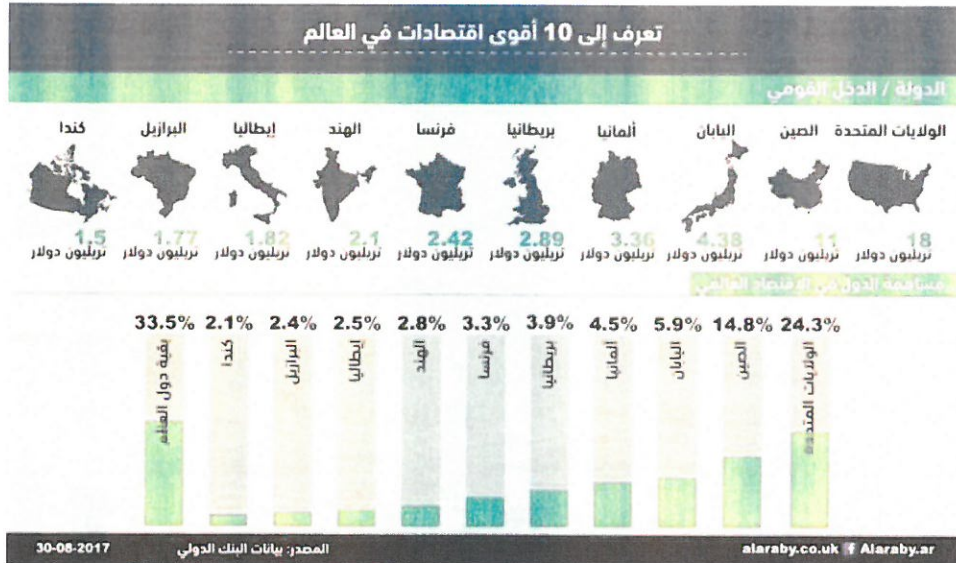 تعرف إلى 10 أقوى اقتصادات في العالم
الدولة / الدخل القومي
الولايات المتحدة الصين اليابان ألمانيا بريطانيا فرنسا الهند إيطاليا البرازيل كندا
18 11 4.38 3.36 2.89 2.42 2.1 1.82 1.77 1.5
تريليون دولار تريليون دولار تريليون دولار تريليون دولار تريليون دولار تريليون دولار تريليون دولار تريليون دولار تريليون دولار تريليون دولار
مساهمة الدول في الاقتصاد العالمي
24.3% 14.8% 5.9% 4.5% 3.9% 3.3% 2.8% 2.5% 2.4% 2.1% 33.5%
الولايات المتحدة الصين اليابان ألمانيا بريطانيا فرنسا الهند إيطاليا البرازيل كندا بقية دول العالم
alaraby.co.uk f Alaraby.ar المصدر: بيانات البنك الدولي 30-08-2017